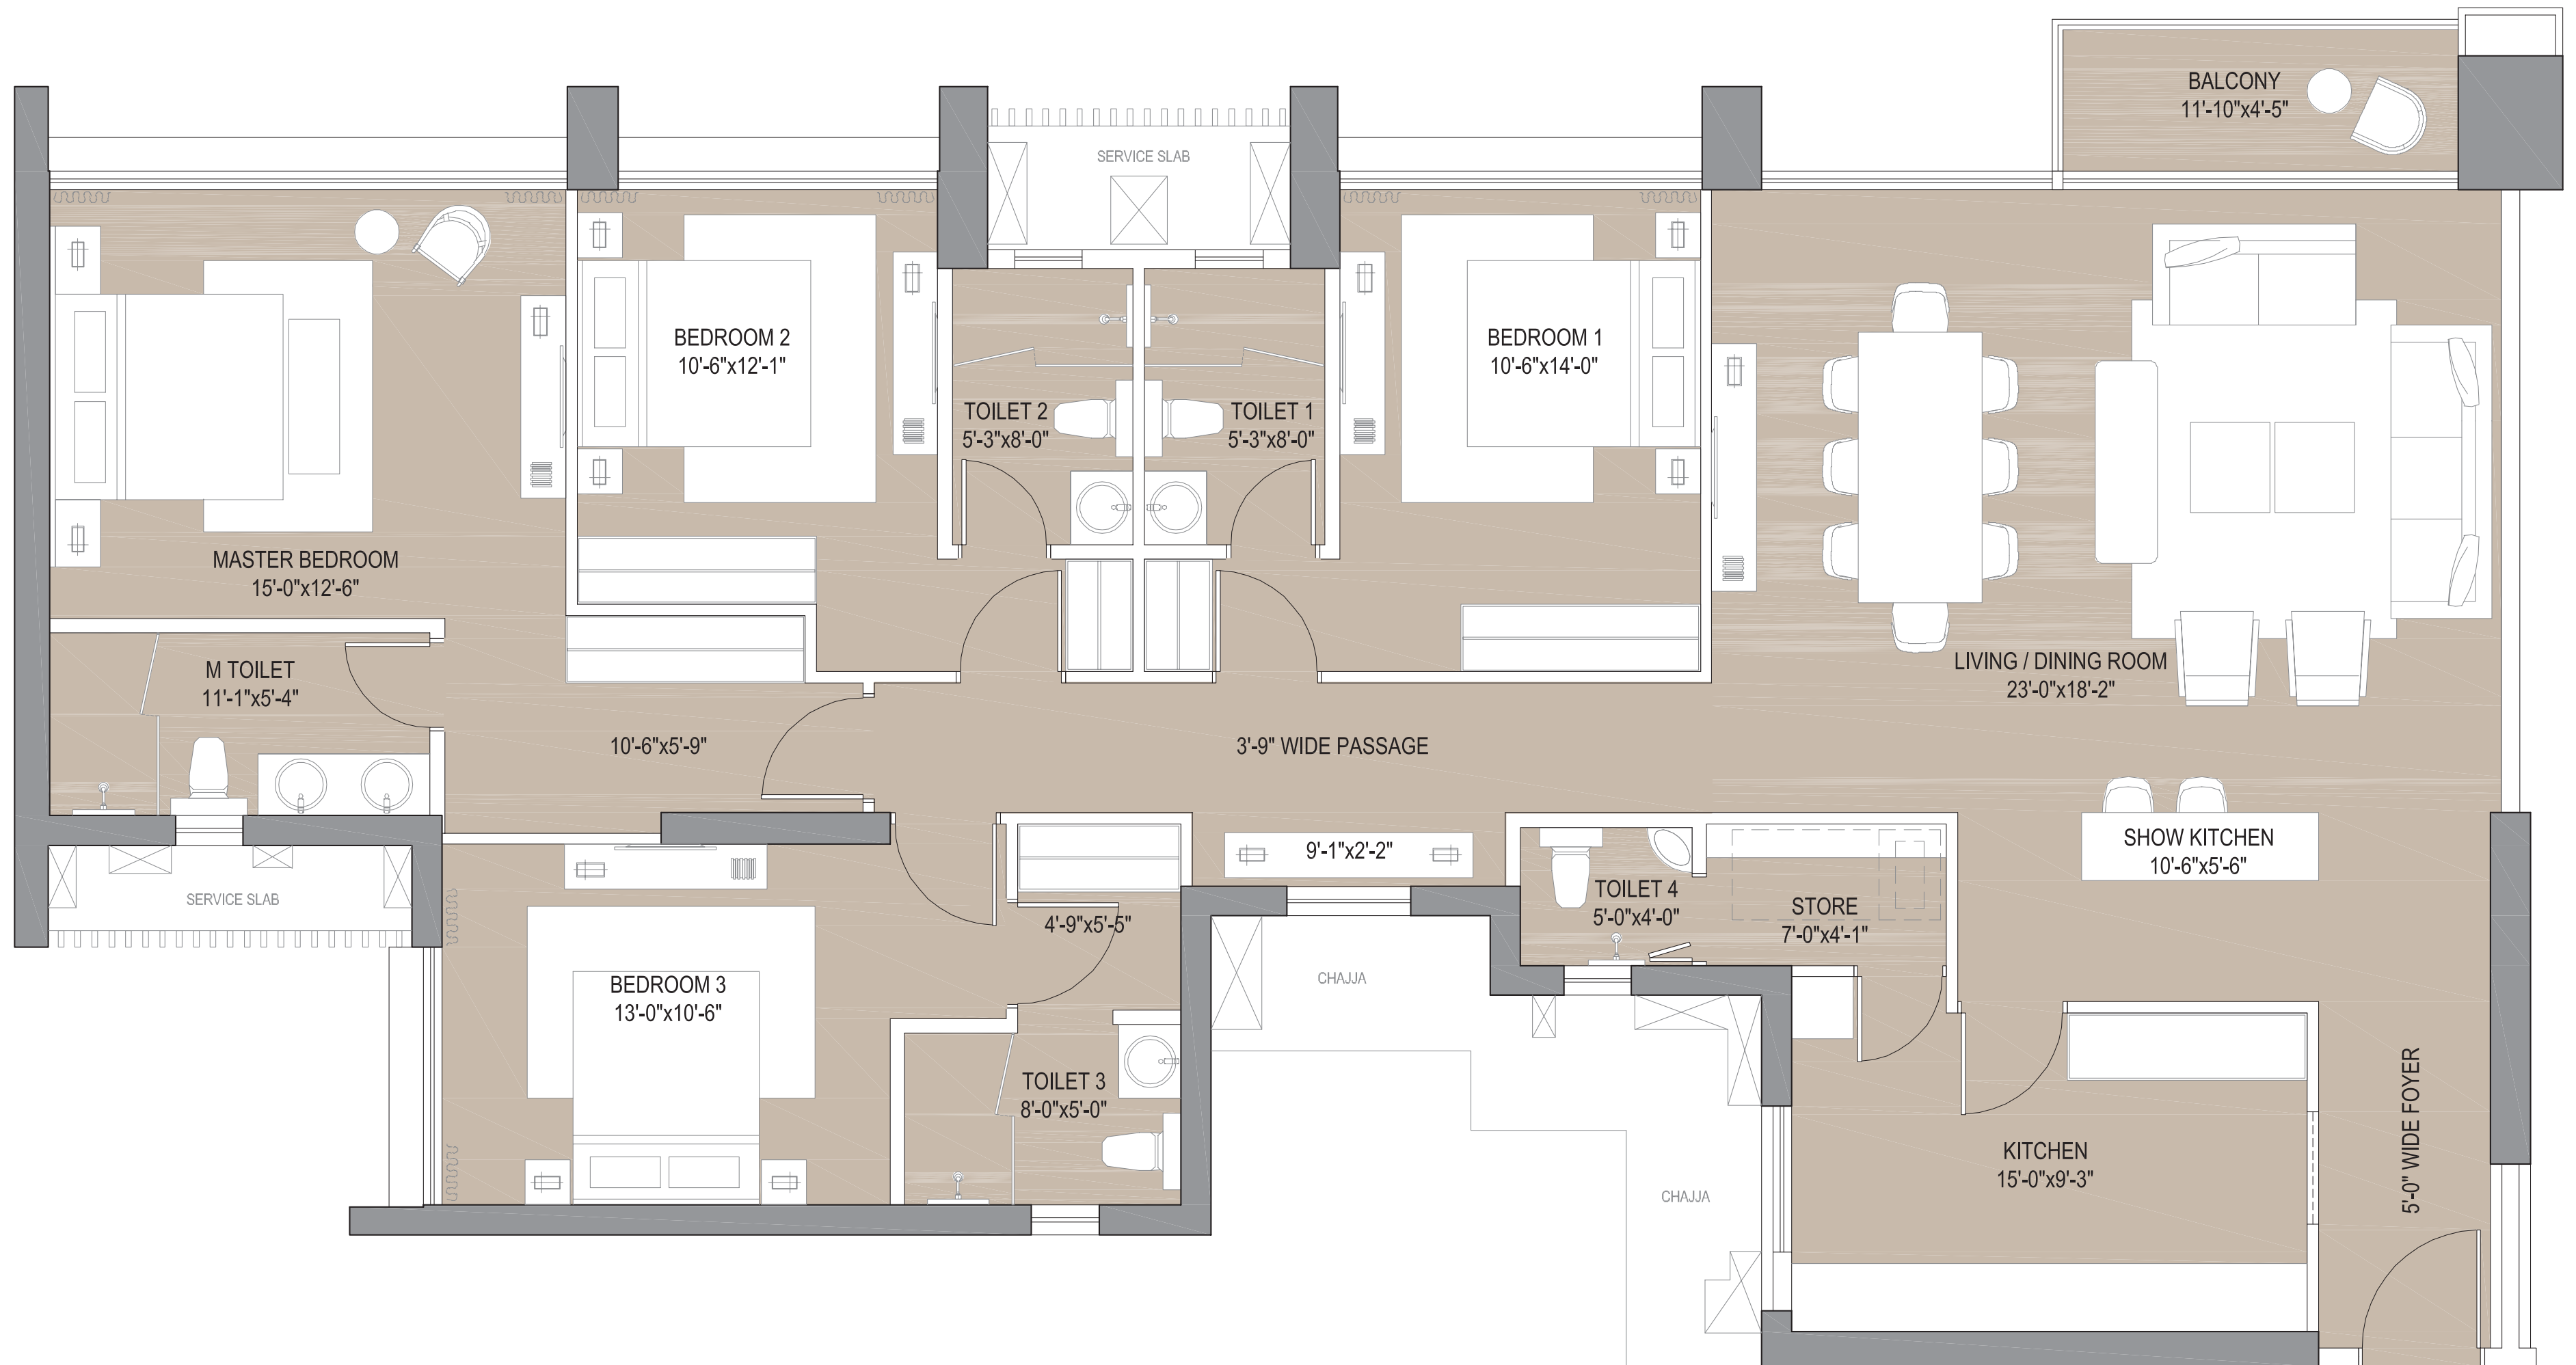 BALCONY
11'-10"x4'-5"
SERVICE SLAB
BEDROOM 2
10'-6"x12'-1"
BEDROOM 1
10'-6"x14'-0"
TOILET 2
5'-3"x8'-0"
TOILET 1
5'-3"x8'-0"
MASTER BEDROOM
15'-0"x12'-6"
M TOILET
11'-1"x5'-4"
LIVING / DINING ROOM
23'-0"x18'-2"
10'-6"x5'-9"
3'-9" WIDE PASSAGE
SHOW KITCHEN
10'-6"x5'-6"
9'-1"x2'-2"
SERVICE SLAB
TOILET 4
5'-0"x4'-0"
STORE
7'-0"x4'-1"
4'-9"x5'-5"
CHAJJA
BEDROOM 3
13'-0"x10'-6"
TOILET 3
8'-0"x5'-0"
5'-0" WIDE FOYER
KITCHEN
15'-0"x9'-3"
CHAJJA